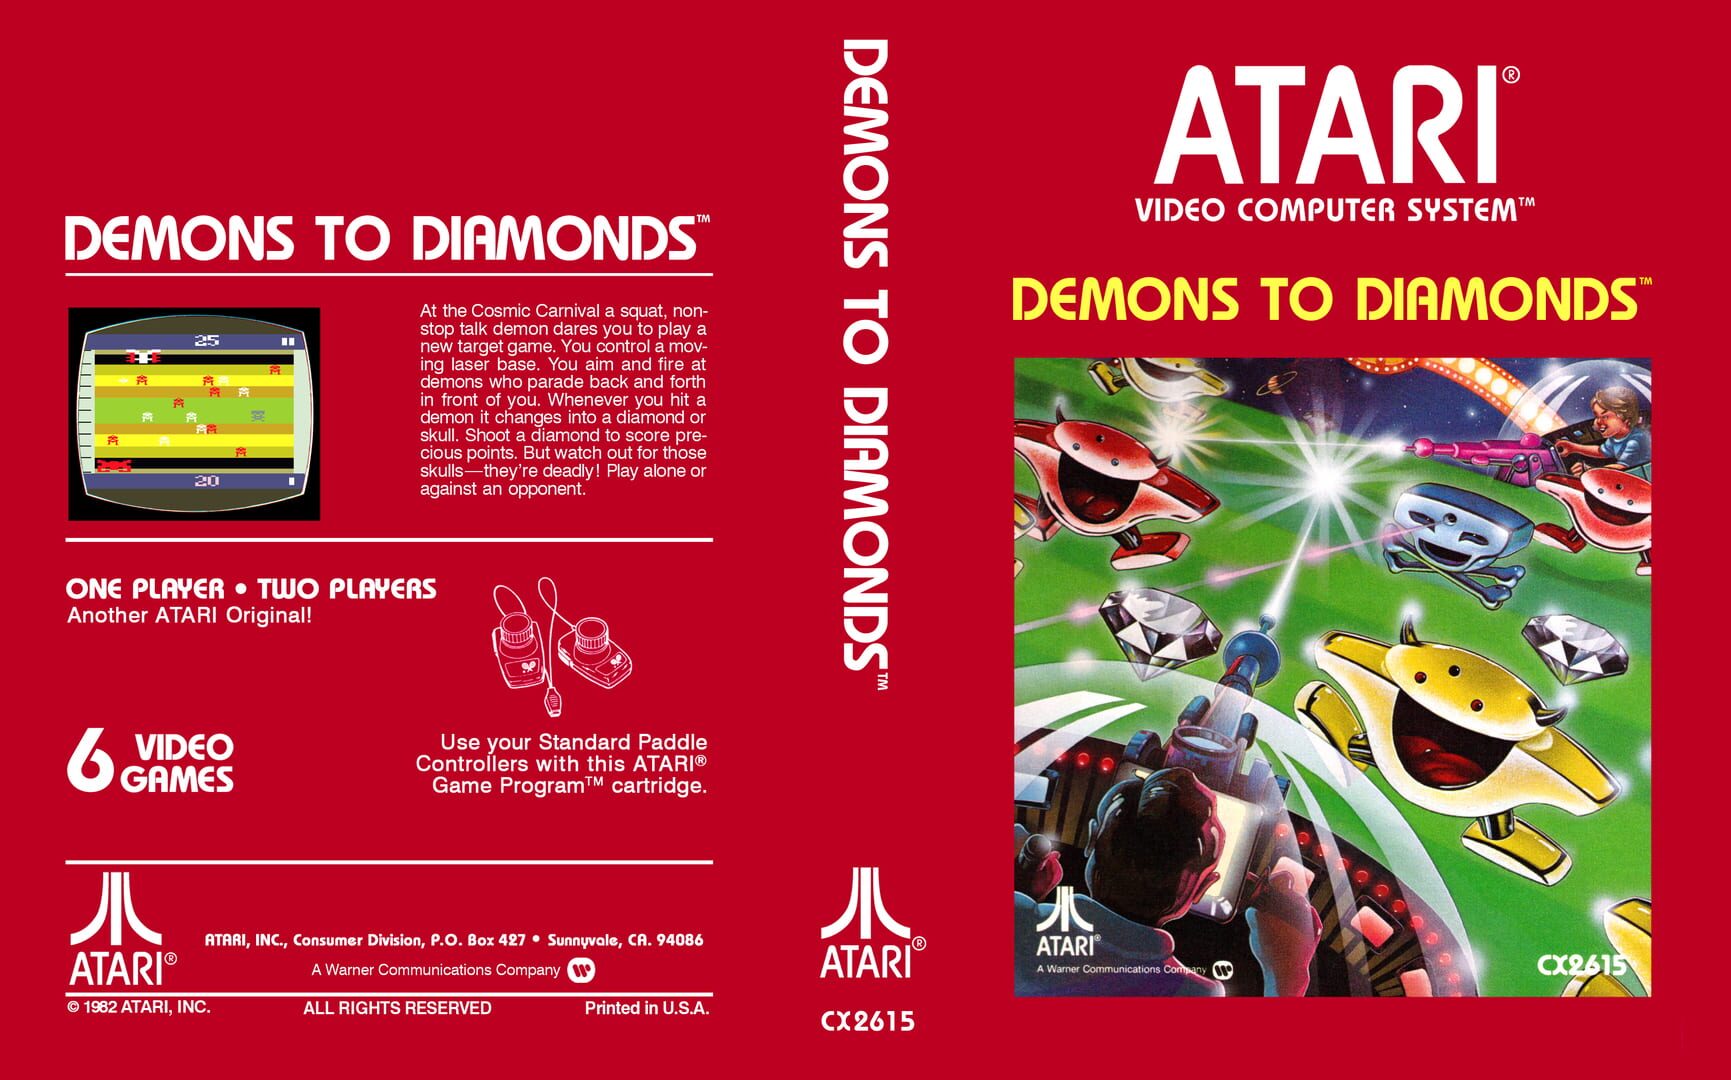 DEMONS TO DIAMONDS™
25
20
At the Cosmic Carnival a squat, non-
stop talk demon dares you to play a
new target game. You control a mov-
ing laser base. You aim and fire at
demons who parade back and forth
in front of you. Whenever you hit a
demon it changes into a diamond or
skull. Shoot a diamond to score pre-
cious points. But watch out for those
skulls—they're deadly! Play alone or
against an opponent.
ONE PLAYER • TWO PLAYERS
Another ATARI Original!
6 VIDEO
GAMES
Use your Standard Paddle
Controllers with this ATARI®
Game Program™ cartridge.
ATARI®
ATARI, INC., Consumer Division, P.O. Box 427 • Sunnyvale, CA. 94086
A Warner Communications Company
© 1982 ATARI, INC.
ALL RIGHTS RESERVED
Printed in U.S.A.
DEMONS TO DIAMONDS™
ATARI®
CX2615
ATARI®
VIDEO COMPUTER SYSTEM™
DEMONS TO DIAMONDS™
ATARI®
A Warner Communications Company
CX2615